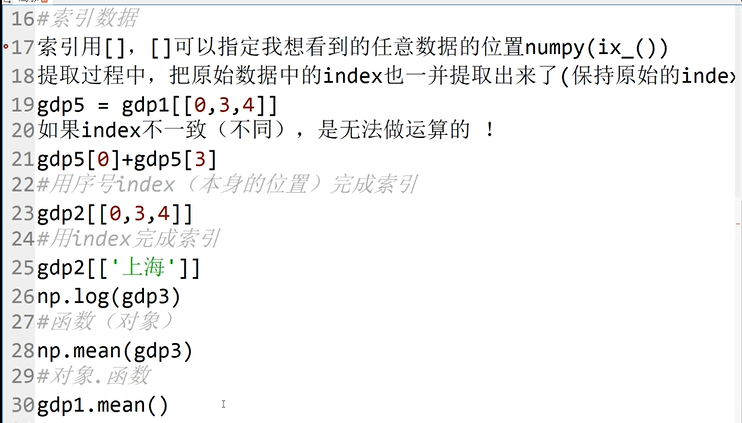 16 #索引数据
17 索引用[], []可以指定我想看到的任意数据的位置numpy(ix_())
18 提取过程中，把原始数据中的index也一并提取出来了(保持原始的index
19 gdp5 = gdp1[[0,3,4]]
20 如果index不一致（不同），是无法做运算的 ！
21 gdp5[0]+gdp5[3]
22 #用序号index（本身的位置）完成索引
23 gdp2[[0,3,4]]
24 #用index完成索引
25 gdp2[['上海']]
26 np.log(gdp3)
27 #函数（对象）
28 np.mean(gdp3)
29 #对象.函数
30 gdp1.mean()